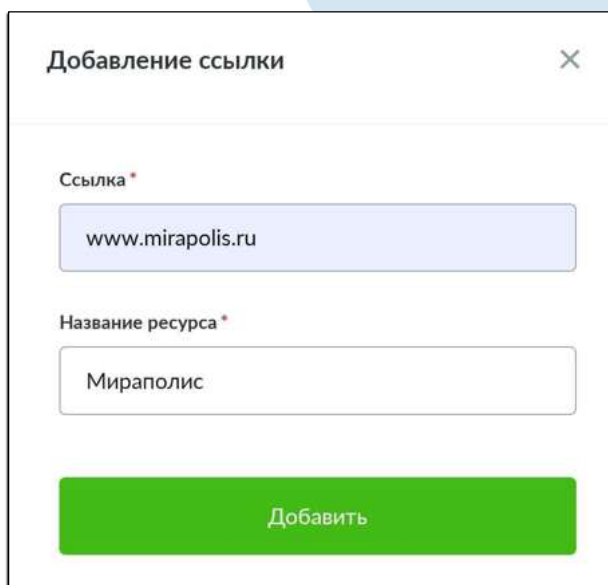 Добавление ссылки
Ссылка *
www.mirapolis.ru
Название ресурса *
Мираполис
Добавить